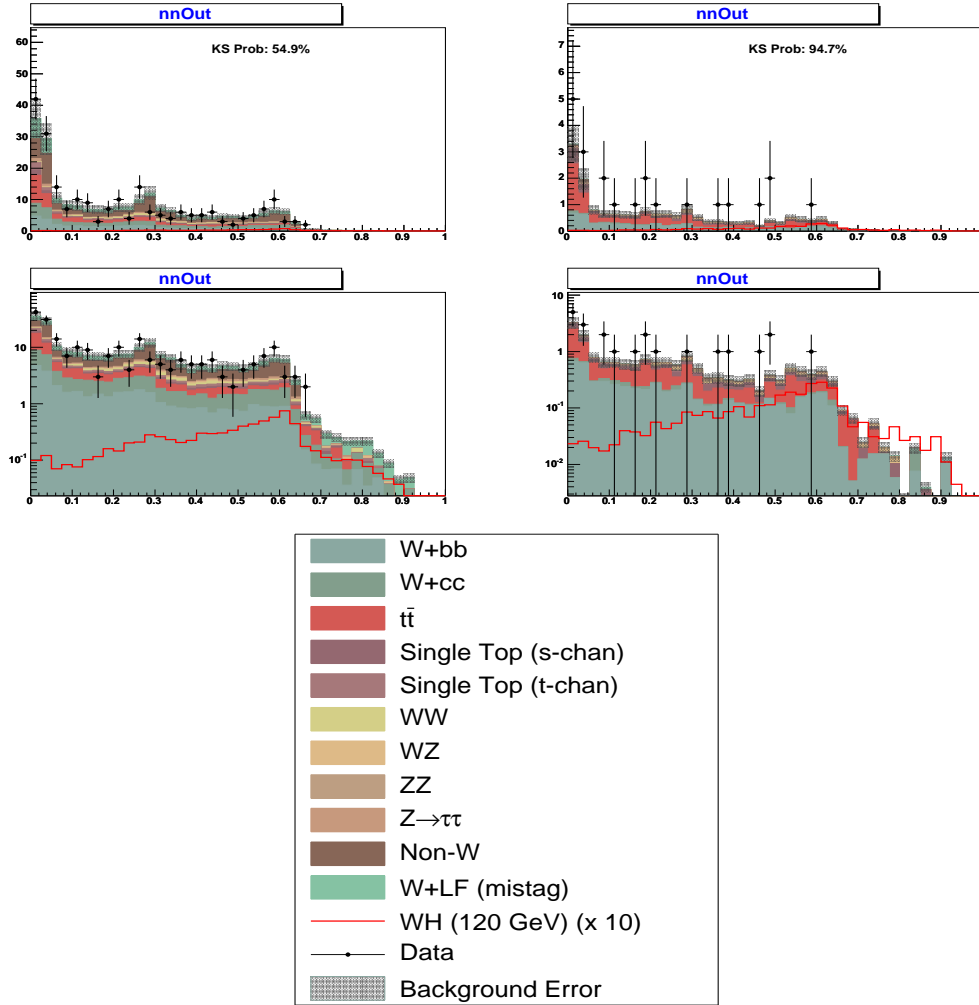 nnOut
KS Prob: 54.9%
60
50
40
30
20
10
0
0 0.1 0.2 0.3 0.4 0.5 0.6 0.7 0.8 0.9 1
nnOut
KS Prob: 94.7%
7
6
5
4
3
2
1
0
0 0.1 0.2 0.3 0.4 0.5 0.6 0.7 0.8 0.9
nnOut
10
1
10⁻¹
0 0.1 0.2 0.3 0.4 0.5 0.6 0.7 0.8 0.9 1
nnOut
10
1
10⁻¹
10⁻²
0 0.1 0.2 0.3 0.4 0.5 0.6 0.7 0.8 0.9
W+bb
W+cc
tt̄
Single Top (s-chan)
Single Top (t-chan)
WW
WZ
ZZ
Z→ττ
Non-W
W+LF (mistag)
WH (120 GeV) (x 10)
Data
Background Error